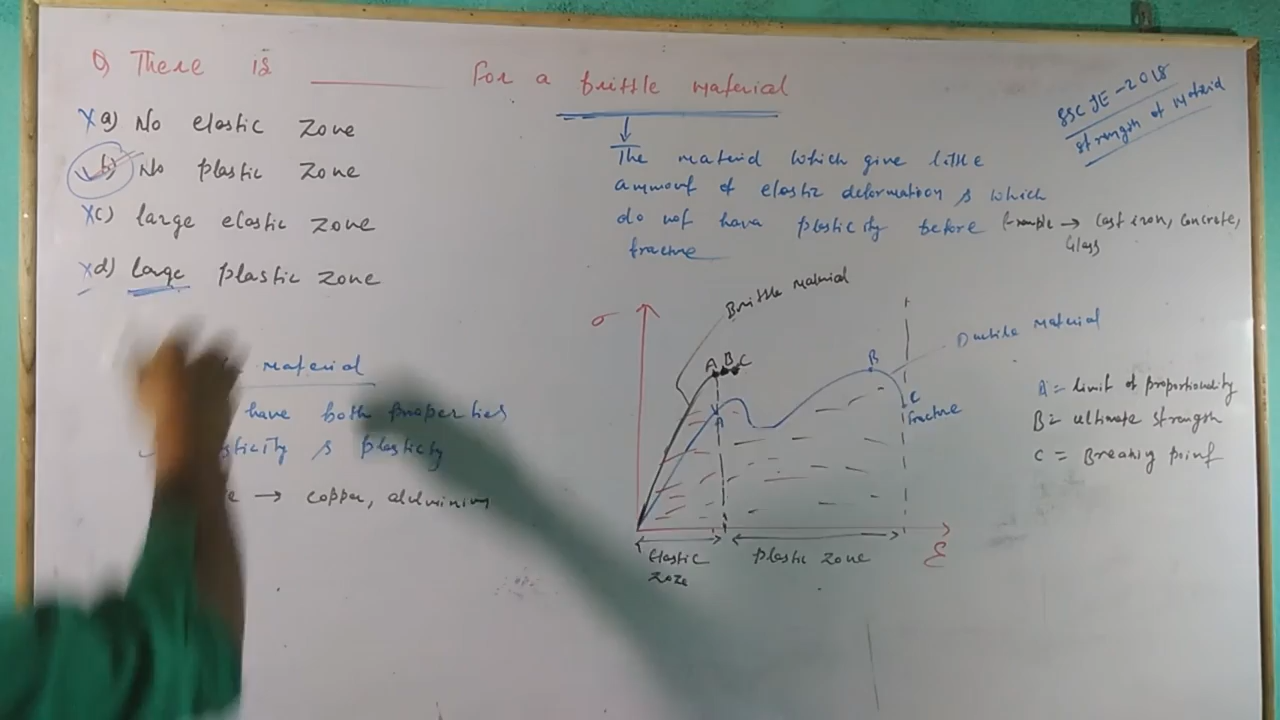 Q) There is ________ for a brittle material
SSC JE-2018
strength of Material
X a) No elastic zone
b) No plastic zone
X c) large elastic zone
X d) large plastic zone
The material which give little
ammount of elastic deformation & which
do not have plasticity before
fracture
Example → Cast iron, Concrete,
Glass
material
have both properties
sticity & plasticity
e → copper, aluminium
σ
Brittle material
Ductile material
A B C
B
A
C
fracture
Elastic
zone
plastic zone
ε
A = limit of proportionality
B = ultimate strength
C = Breaking point